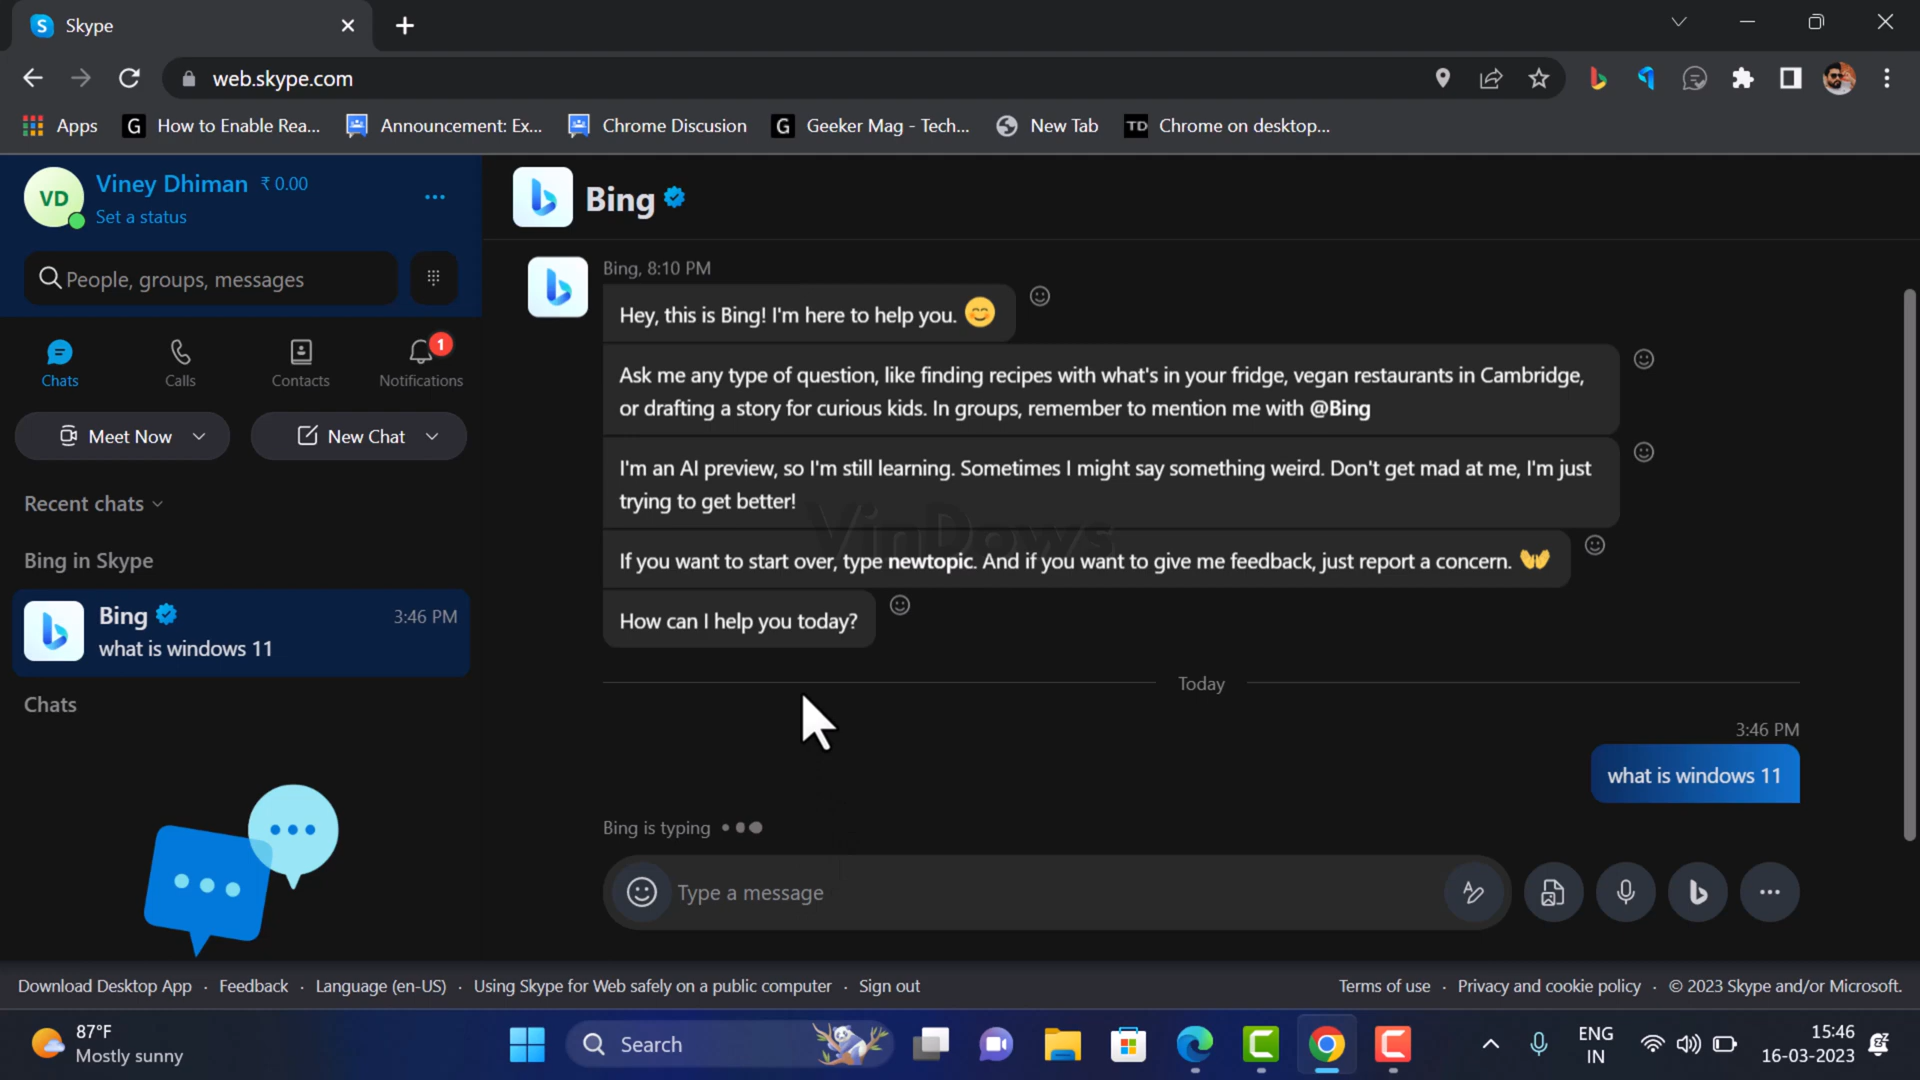 Skype
web.skype.com
Apps
How to Enable Rea...
Announcement: Ex...
Chrome Discusion
G
Geeker Mag - Tech...
New Tab
TD
Chrome on desktop...
VD
Viney Dhiman ₹ 0.00
Set a status
People, groups, messages
Chats
Calls
Contacts
1
Notifications
Meet Now
New Chat
Recent chats
Bing in Skype
Bing
3:46 PM
what is windows 11
Chats
Bing
Bing, 8:10 PM
Hey, this is Bing! I'm here to help you.
Ask me any type of question, like finding recipes with what's in your fridge, vegan restaurants in Cambridge,
or drafting a story for curious kids. In groups, remember to mention me with @Bing
I'm an AI preview, so I'm still learning. Sometimes I might say something weird. Don't get mad at me, I'm just
trying to get better!
VinDows
If you want to start over, type newtopic. And if you want to give me feedback, just report a concern.
How can I help you today?
Today
3:46 PM
what is windows 11
Bing is typing
Type a message
Download Desktop App · Feedback · Language (en-US) · Using Skype for Web safely on a public computer · Sign out
Terms of use · Privacy and cookie policy · © 2023 Skype and/or Microsoft.
87°F
Mostly sunny
Search
ENG
IN
15:46
16-03-2023